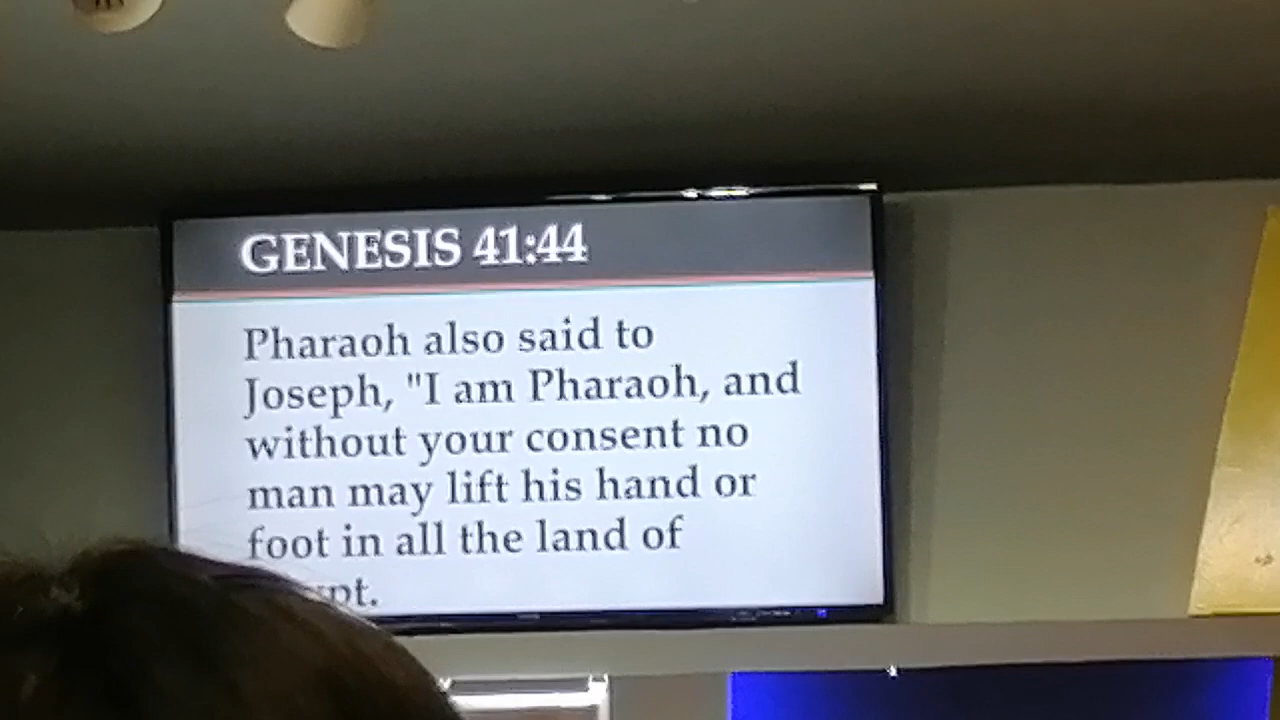 GENESIS 41:44
Pharaoh also said to
Joseph, "I am Pharaoh, and
without your consent no
man may lift his hand or
foot in all the land of